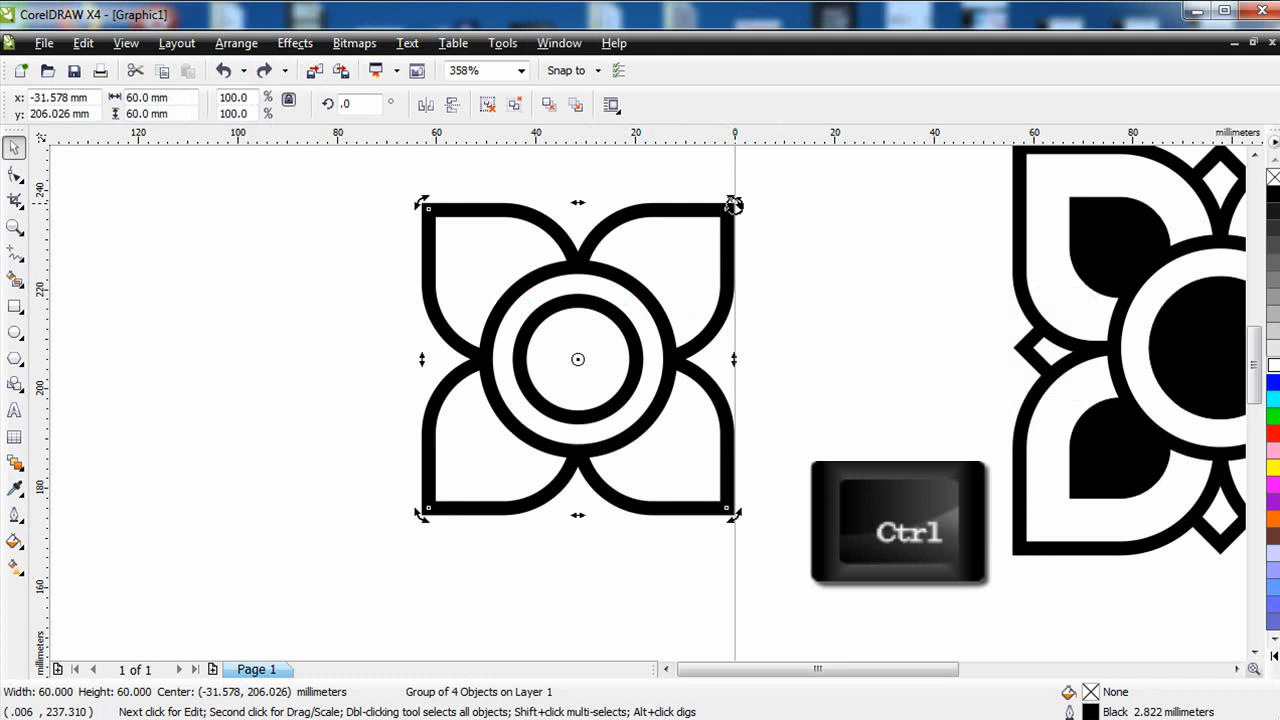 CorelDRAW X4 - [Graphic1]
File Edit View Layout Arrange Effects Bitmaps Text Table Tools Window Help
358% Snap to
x: -31.578 mm 60.0 mm 100.0 % .0 °
y: 206.026 mm 60.0 mm 100.0 %
120 100 80 60 40 20 0 20 40 60 80 millimeters
240
220
200
180
160
millimeters
Ctrl
1 of 1 Page 1
Width: 60.000 Height: 60.000 Center: (-31.578, 206.026) millimeters Group of 4 Objects on Layer 1 None
(.006 , 237.310) Next click for Edit; Second click for Drag/Scale; Dbl-click tool selects all objects; Shift+click multi-selects; Alt+click digs Black 2.822 millimeters